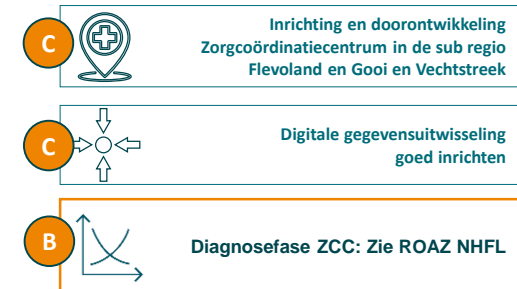 C
Inrichting en doorontwikkeling
Zorgcoördinatiecentrum in de sub regio
Flevoland en Gooi en Vechtstreek
C
Digitale gegevensuitwisseling
goed inrichten
B
Diagnosefase ZCC: Zie ROAZ NHFL